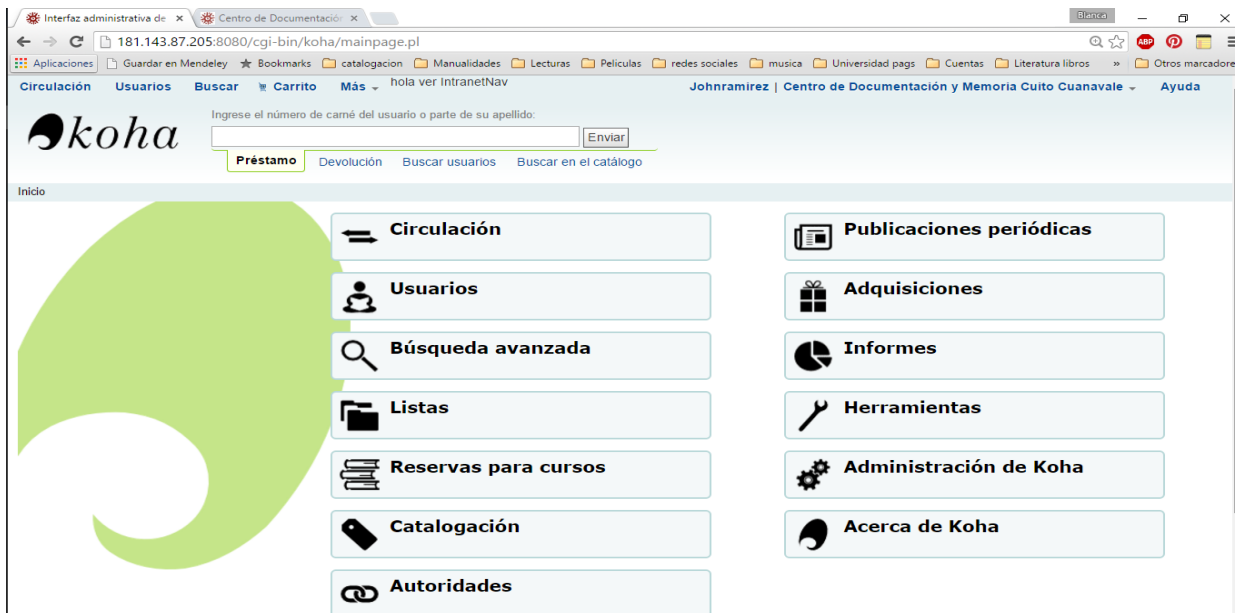 Interfaz administrativa de
Centro de Documentación
Blanca
181.143.87.205:8080/cgi-bin/koha/mainpage.pl
ABP
Aplicaciones Guardar en Mendeley Bookmarks catalogacion Manualidades Lecturas Peliculas redes sociales musica Universidad pags Cuentas Literatura libros » Otros marcadore
Circulación Usuarios Buscar Carrito Más hola ver IntranetNav Johnramirez | Centro de Documentación y Memoria Cuito Cuanavale Ayuda
koha
Ingrese el número de carné del usuario o parte de su apellido:
Enviar
Préstamo Devolución Buscar usuarios Buscar en el catálogo
Inicio
Circulación
Usuarios
Búsqueda avanzada
Listas
Reservas para cursos
Catalogación
Autoridades
Publicaciones periódicas
Adquisiciones
Informes
Herramientas
Administración de Koha
Acerca de Koha